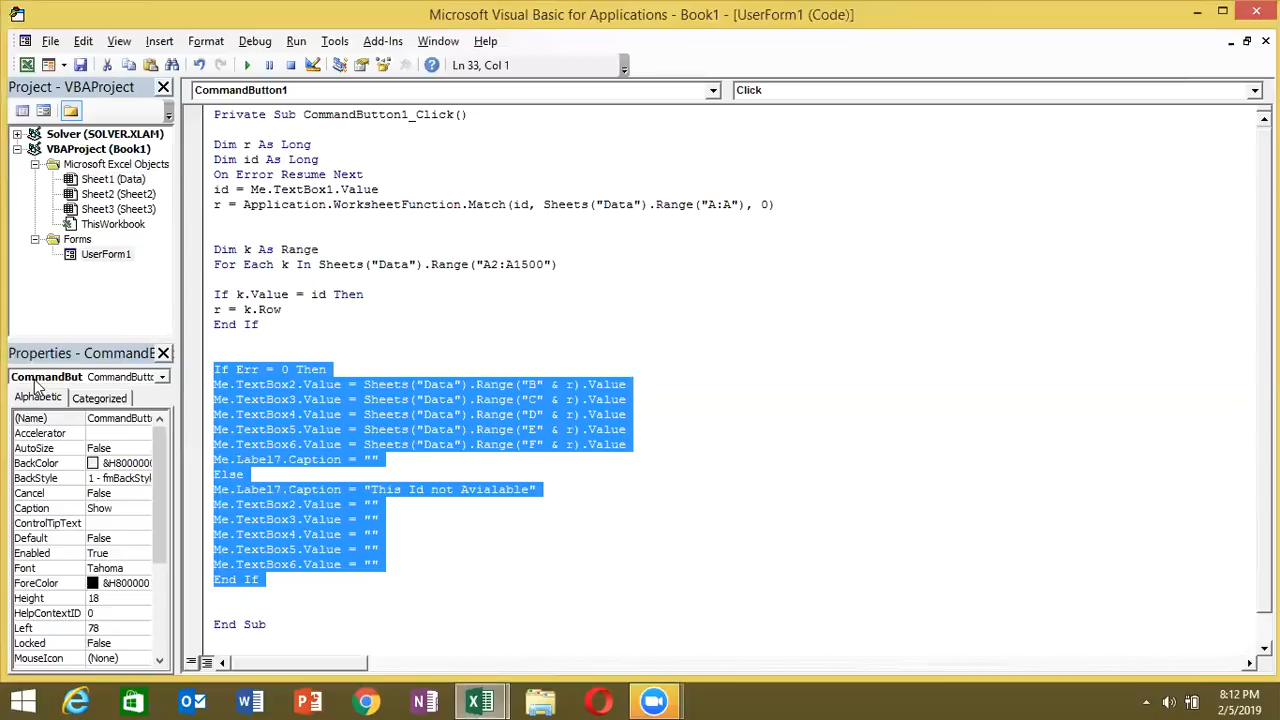 Microsoft Visual Basic for Applications - Book1 - [UserForm1 (Code)]
File Edit View Insert Format Debug Run Tools Add-Ins Window Help
Ln 33, Col 1
Project - VBAProject
CommandButton1 Click
Solver (SOLVER.XLAM)
VBAProject (Book1)
Microsoft Excel Objects
Sheet1 (Data)
Sheet2 (Sheet2)
Sheet3 (Sheet3)
ThisWorkbook
Forms
UserForm1
Properties - CommandB
CommandBut CommandButto
Alphabetic Categorized
(Name) CommandButto
Accelerator
AutoSize False
BackColor &H800000
BackStyle 1 - fmBackStyl
Cancel False
Caption Show
ControlTipText
Default False
Enabled True
Font Tahoma
ForeColor &H800000
Height 18
HelpContextID 0
Left 78
Locked False
MouseIcon (None)
Private Sub CommandButton1_Click()
Dim r As Long
Dim id As Long
On Error Resume Next
id = Me.TextBox1.Value
r = Application.WorksheetFunction.Match(id, Sheets("Data").Range("A:A"), 0)
Dim k As Range
For Each k In Sheets("Data").Range("A2:A1500")
If k.Value = id Then
r = k.Row
End If
If Err = 0 Then
Me.TextBox2.Value = Sheets("Data").Range("B" & r).Value
Me.TextBox3.Value = Sheets("Data").Range("C" & r).Value
Me.TextBox4.Value = Sheets("Data").Range("D" & r).Value
Me.TextBox5.Value = Sheets("Data").Range("E" & r).Value
Me.TextBox6.Value = Sheets("Data").Range("F" & r).Value
Me.Label7.Caption = ""
Else
Me.Label7.Caption = "This Id not Avialable"
Me.TextBox2.Value = ""
Me.TextBox3.Value = ""
Me.TextBox4.Value = ""
Me.TextBox5.Value = ""
Me.TextBox6.Value = ""
End If
End Sub
8:12 PM
2/5/2019